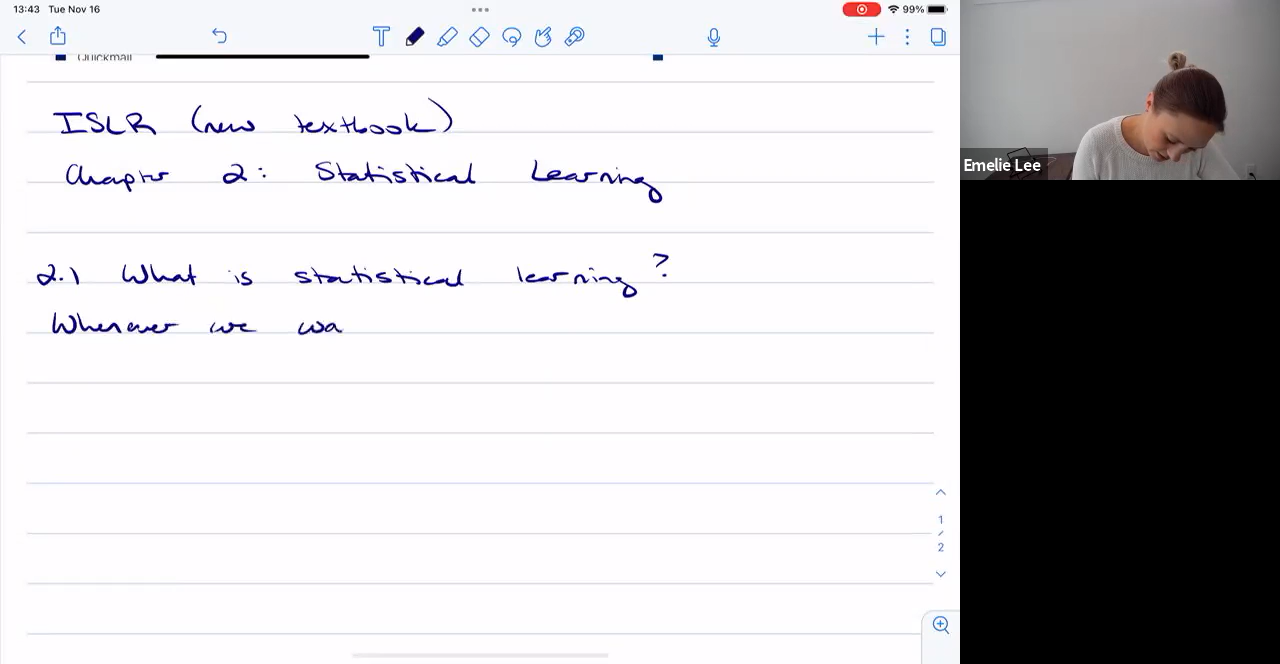 13:43 Tue Nov 16
99%
Quickmail
ISLR (new textbook)
Chapter 2: Statistical Learning
2.1 What is statistical learning?
Whenever we wa
1
2
Emelie Lee